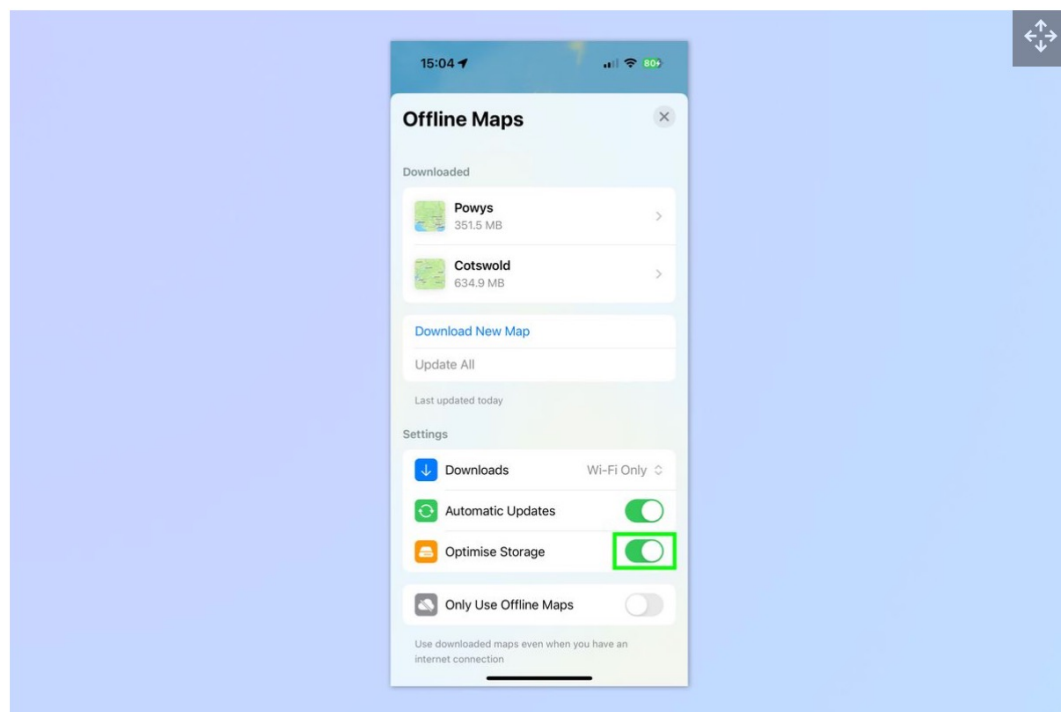 15:04
80
Offline Maps
Downloaded
Powys
351.5 MB
Cotswold
634.9 MB
Download New Map
Update All
Last updated today
Settings
Downloads Wi-Fi Only
Automatic Updates
Optimise Storage
Only Use Offline Maps
Use downloaded maps even when you have an
internet connection